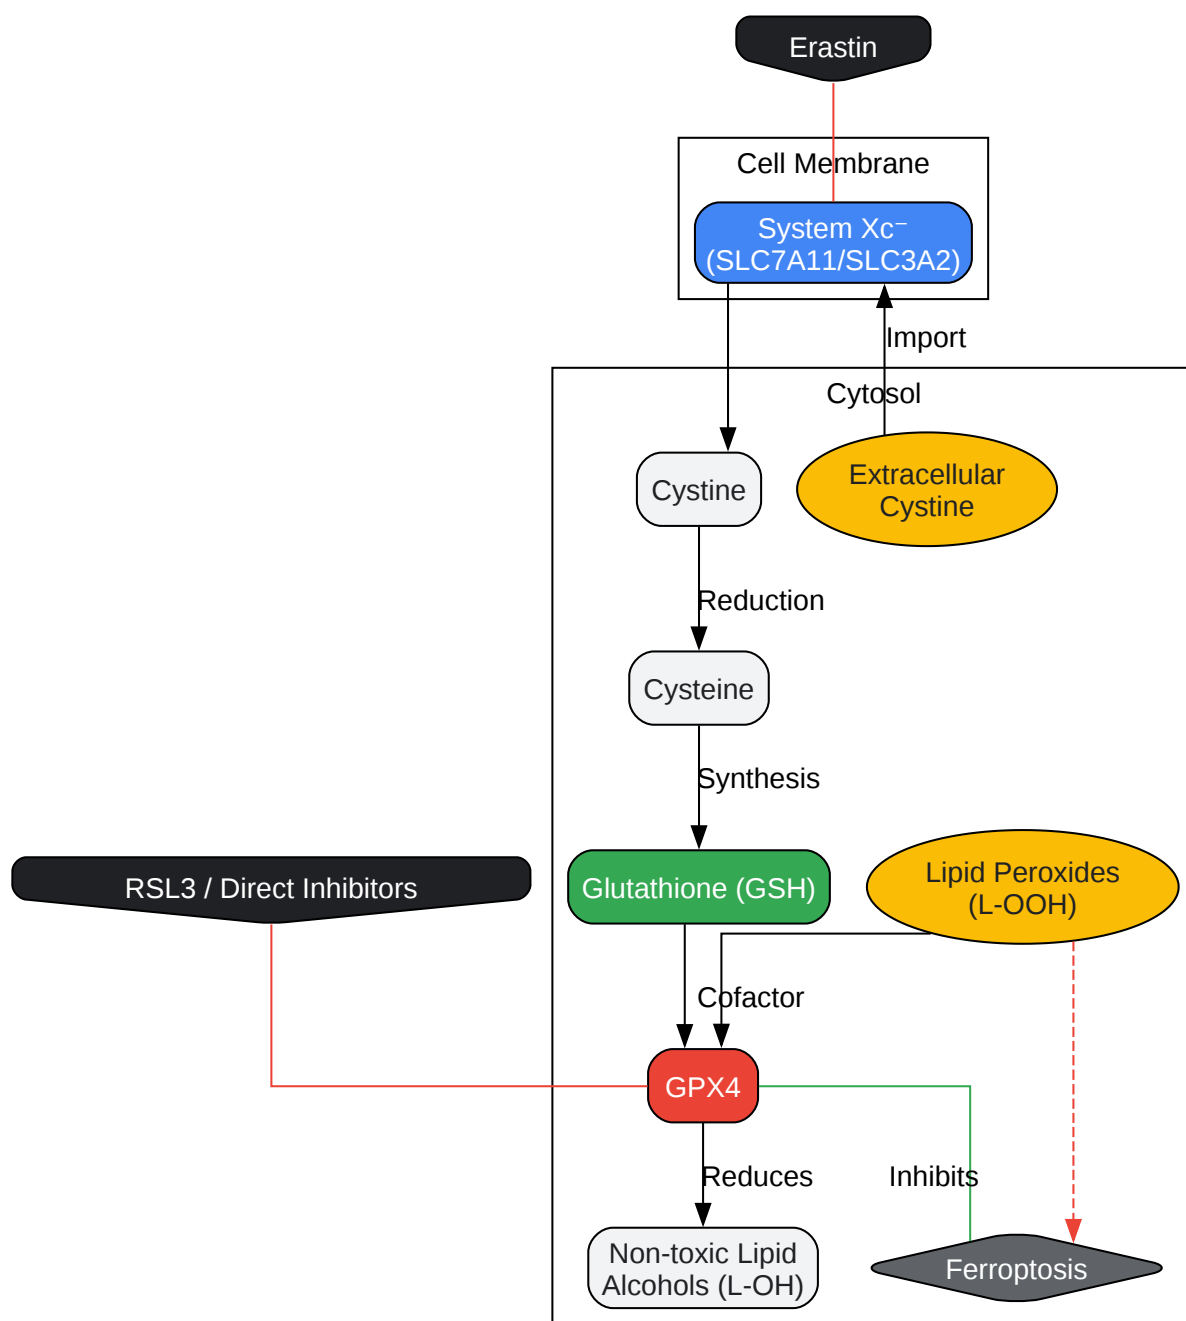 Erastin
Cell Membrane
System Xc⁻
(SLC7A11/SLC3A2)
Import
Cytosol
Cystine
Extracellular
Cystine
Reduction
Cysteine
Synthesis
RSL3 / Direct Inhibitors
Glutathione (GSH)
Lipid Peroxides
(L-OOH)
Cofactor
GPX4
Reduces
Inhibits
Non-toxic Lipid
Alcohols (L-OH)
Ferroptosis